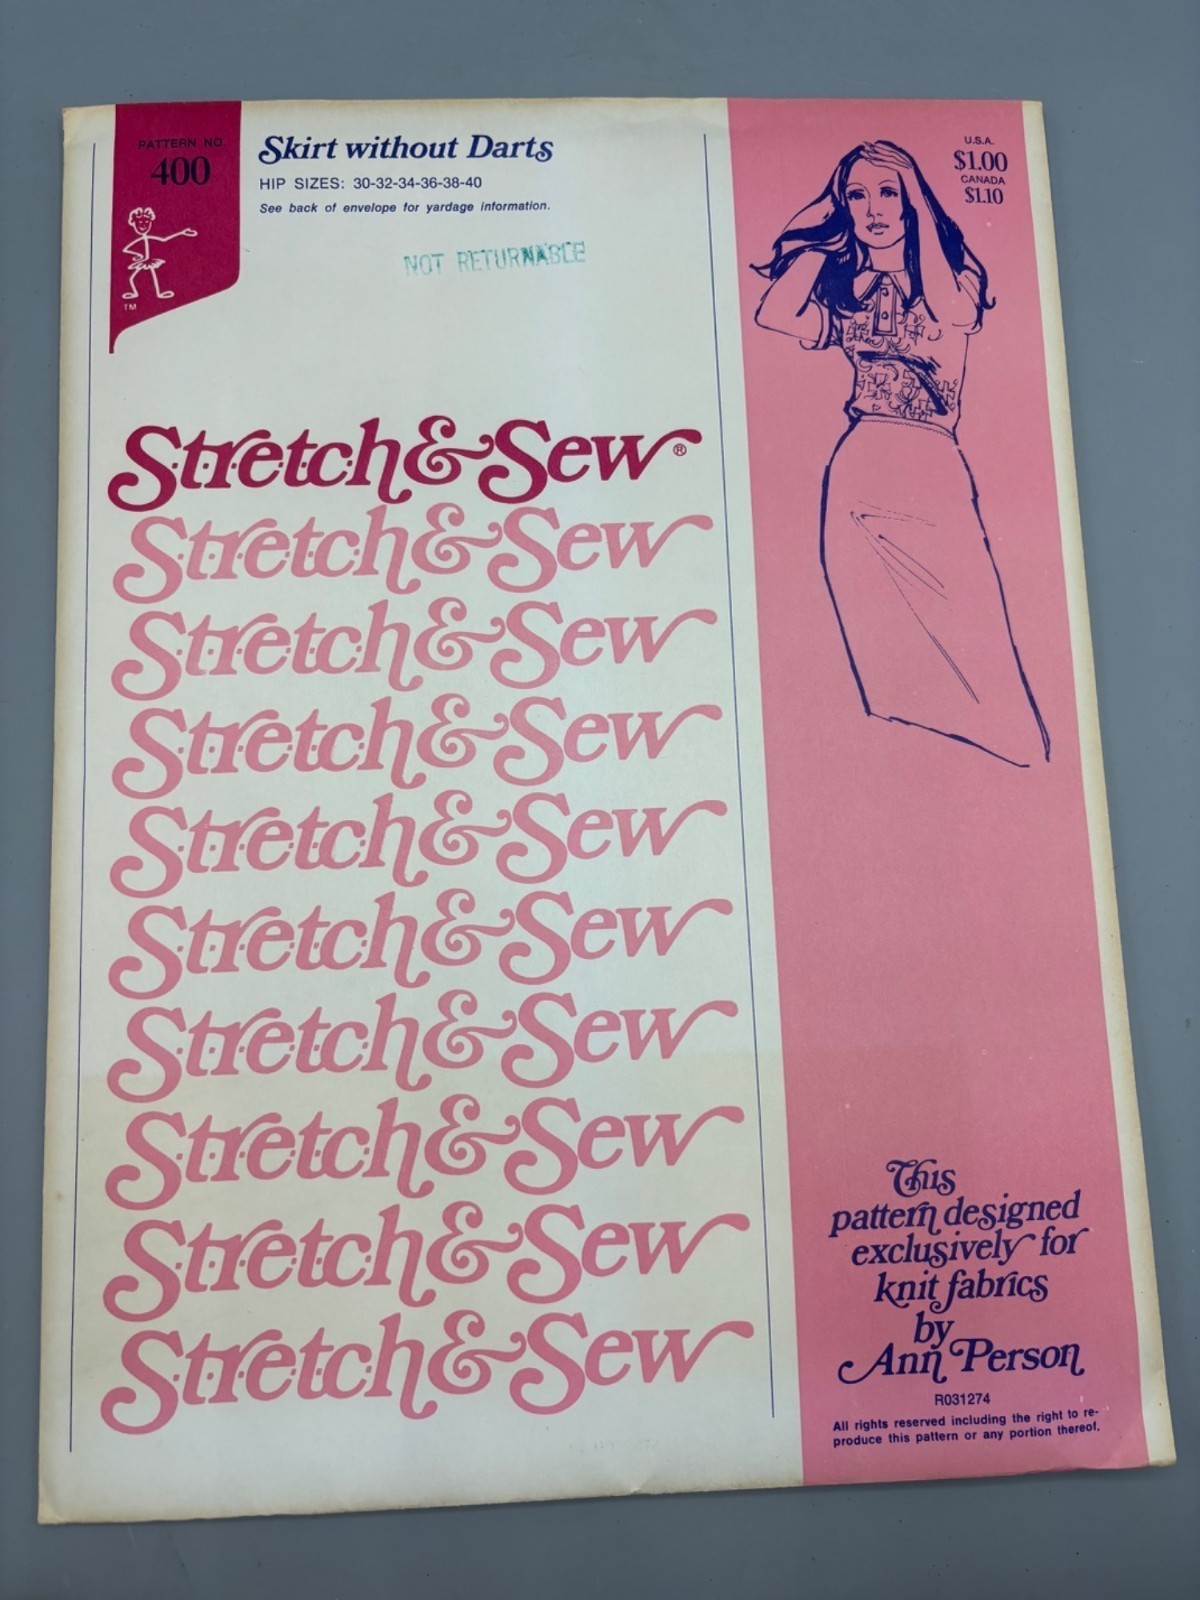 PATTERN NO.
400
TM
Skirt without Darts
HIP SIZES: 30-32-34-36-38-40
See back of envelope for yardage information.
NOT RETURNABLE
U.S.A.
$1.00
CANADA
$1.10
Stretch & Sew®
Stretch & Sew
Stretch & Sew
Stretch & Sew
Stretch & Sew
Stretch & Sew
Stretch & Sew
Stretch & Sew
Stretch & Sew
Stretch & Sew
This
pattern designed
exclusively for
knit fabrics
by
Ann Person
R031274
All rights reserved including the right to re-
produce this pattern or any portion thereof.